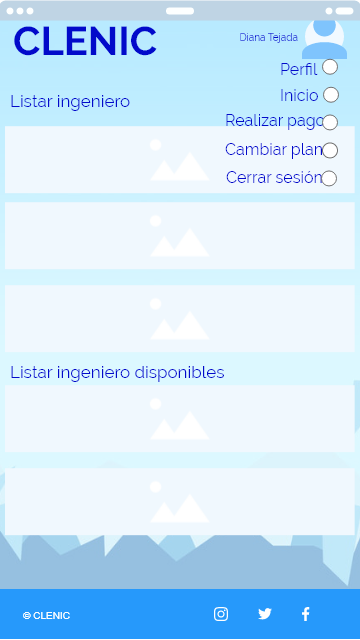 CLENIC
Diana Tejada
Perfil
Inicio
Realizar pago
Cambiar plan
Cerrar sesión
Listar ingeniero
Listar ingeniero disponibles
© CLENIC